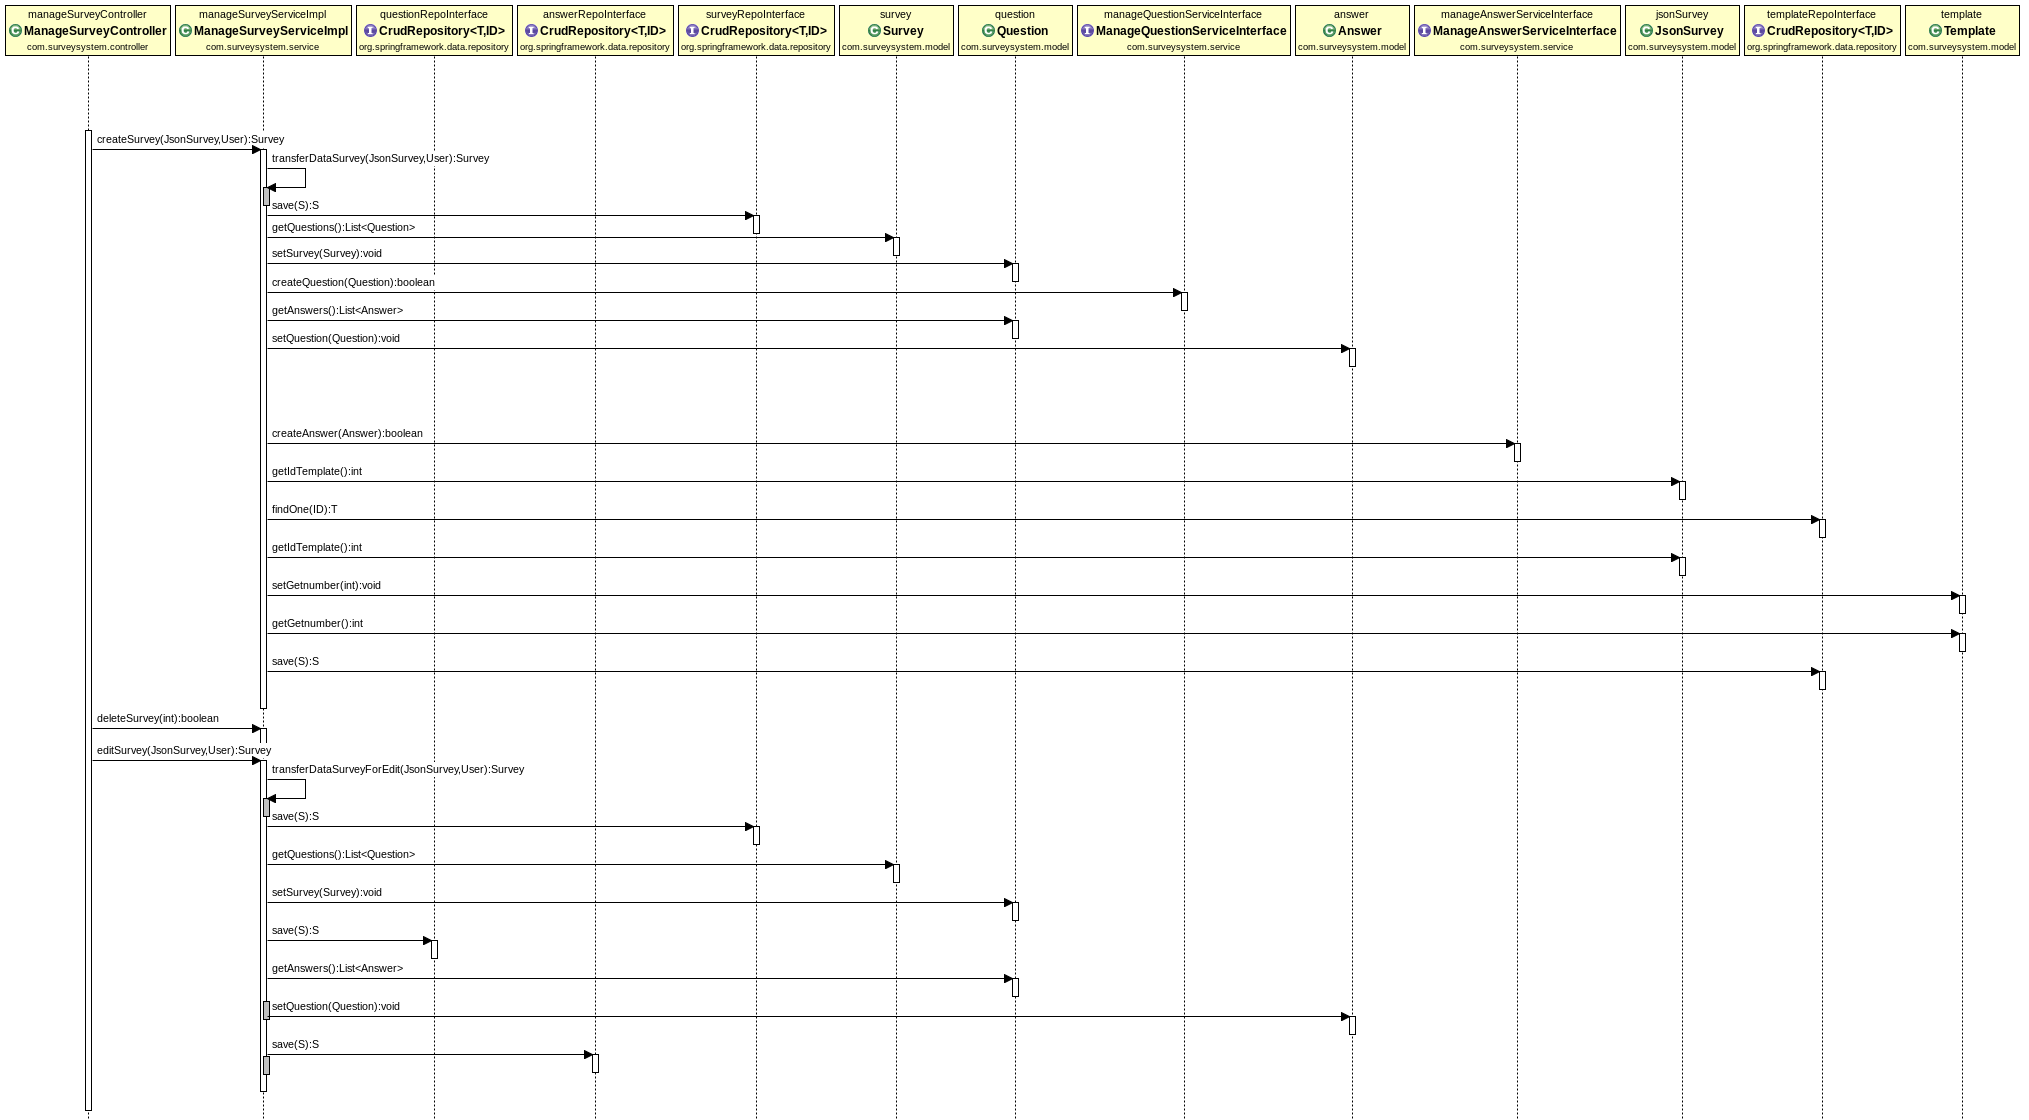 manageSurveyController
ManageSurveyController
com.surveysystem.controller
manageSurveyServiceImpl
ManageSurveyServiceImpl
com.surveysystem.service
questionRepoInterface
CrudRepository<T,ID>
org.springframework.data.repository
answerRepoInterface
CrudRepository<T,ID>
org.springframework.data.repository
surveyRepoInterface
CrudRepository<T,ID>
org.springframework.data.repository
survey
Survey
com.surveysystem.model
question
Question
com.surveysystem.model
manageQuestionServiceInterface
ManageQuestionServiceInterface
com.surveysystem.service
answer
Answer
com.surveysystem.model
manageAnswerServiceInterface
ManageAnswerServiceInterface
com.surveysystem.service
jsonSurvey
JsonSurvey
com.surveysystem.model
templateRepoInterface
CrudRepository<T,ID>
org.springframework.data.repository
template
Template
com.surveysystem.model
createSurvey(JsonSurvey,User):Survey
transferDataSurvey(JsonSurvey,User):Survey
save(S):S
getQuestions():List<Question>
setSurvey(Survey):void
createQuestion(Question):boolean
getAnswers():List<Answer>
setQuestion(Question):void
createAnswer(Answer):boolean
getIdTemplate():int
findOne(ID):T
getIdTemplate():int
setGetnumber(int):void
getGetnumber():int
save(S):S
deleteSurvey(int):boolean
editSurvey(JsonSurvey,User):Survey
transferDataSurveyForEdit(JsonSurvey,User):Survey
save(S):S
getQuestions():List<Question>
setSurvey(Survey):void
save(S):S
getAnswers():List<Answer>
setQuestion(Question):void
save(S):S